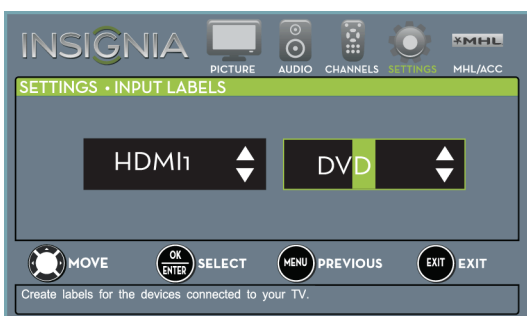 INSIGNIA
PICTURE AUDIO CHANNELS SETTINGS MHL MHL/ACC
SETTINGS • INPUT LABELS
HDMI1 DVD
MOVE OK ENTER SELECT MENU PREVIOUS EXIT EXIT
Create labels for the devices connected to your TV.